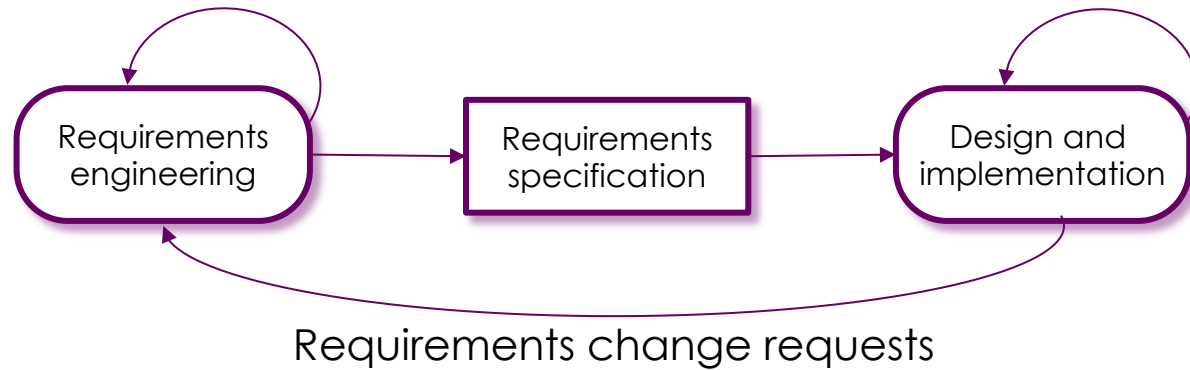 Requirements
engineering
Requirements
specification
Design and
implementation
Requirements change requests